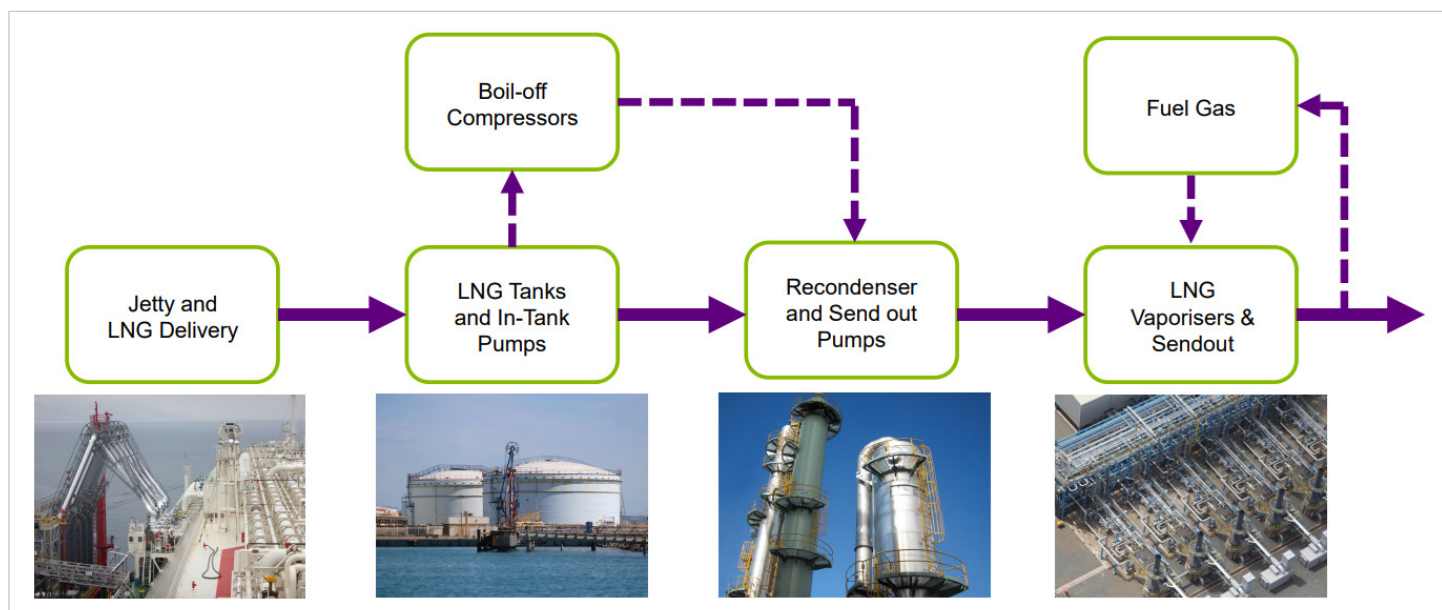 Boil-off
Compressors
Fuel Gas
Jetty and
LNG Delivery
LNG Tanks
and In-Tank
Pumps
Recondenser
and Send out
Pumps
LNG
Vaporisers &
Sendout